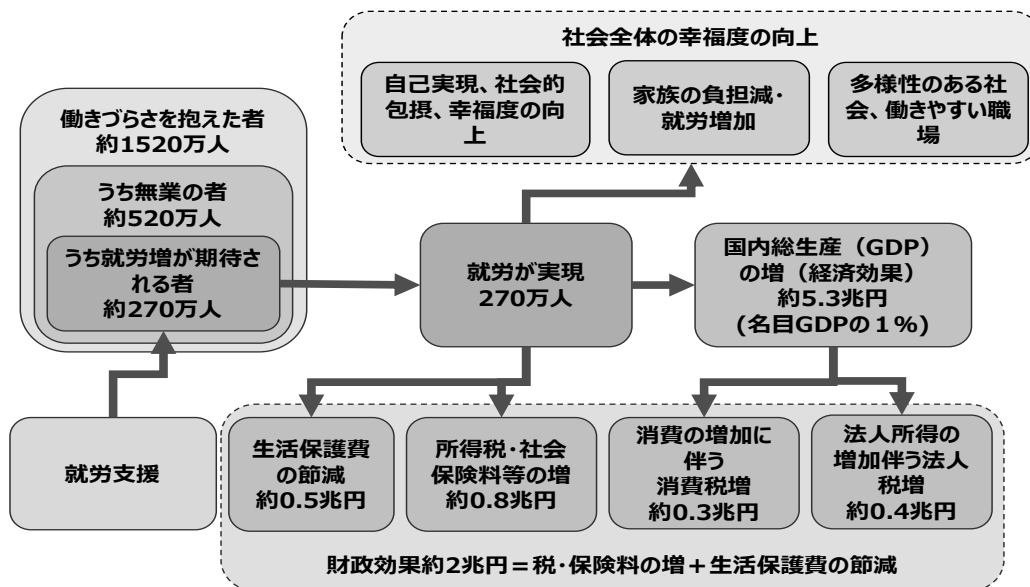 社会全体の幸福度の向上
自己実現、社会的
包摂、幸福度の向
上
家族の負担減・
就労増加
多様性のある社
会、働きやすい職
場
働きづらさを抱えた者
約1520万人
うち無業の者
約520万人
うち就労増が期待さ
れる者
約270万人
就労が実現
270万人
国内総生産（GDP）
の増（経済効果）
約5.3兆円
(名目GDPの１%)
就労支援
生活保護費
の節減
約0.5兆円
所得税・社会
保険料等の増
約0.8兆円
消費の増加に
伴う
消費税増
約0.3兆円
法人所得の
増加伴う法人
税増
約0.4兆円
財政効果約2兆円＝税・保険料の増＋生活保護費の節減